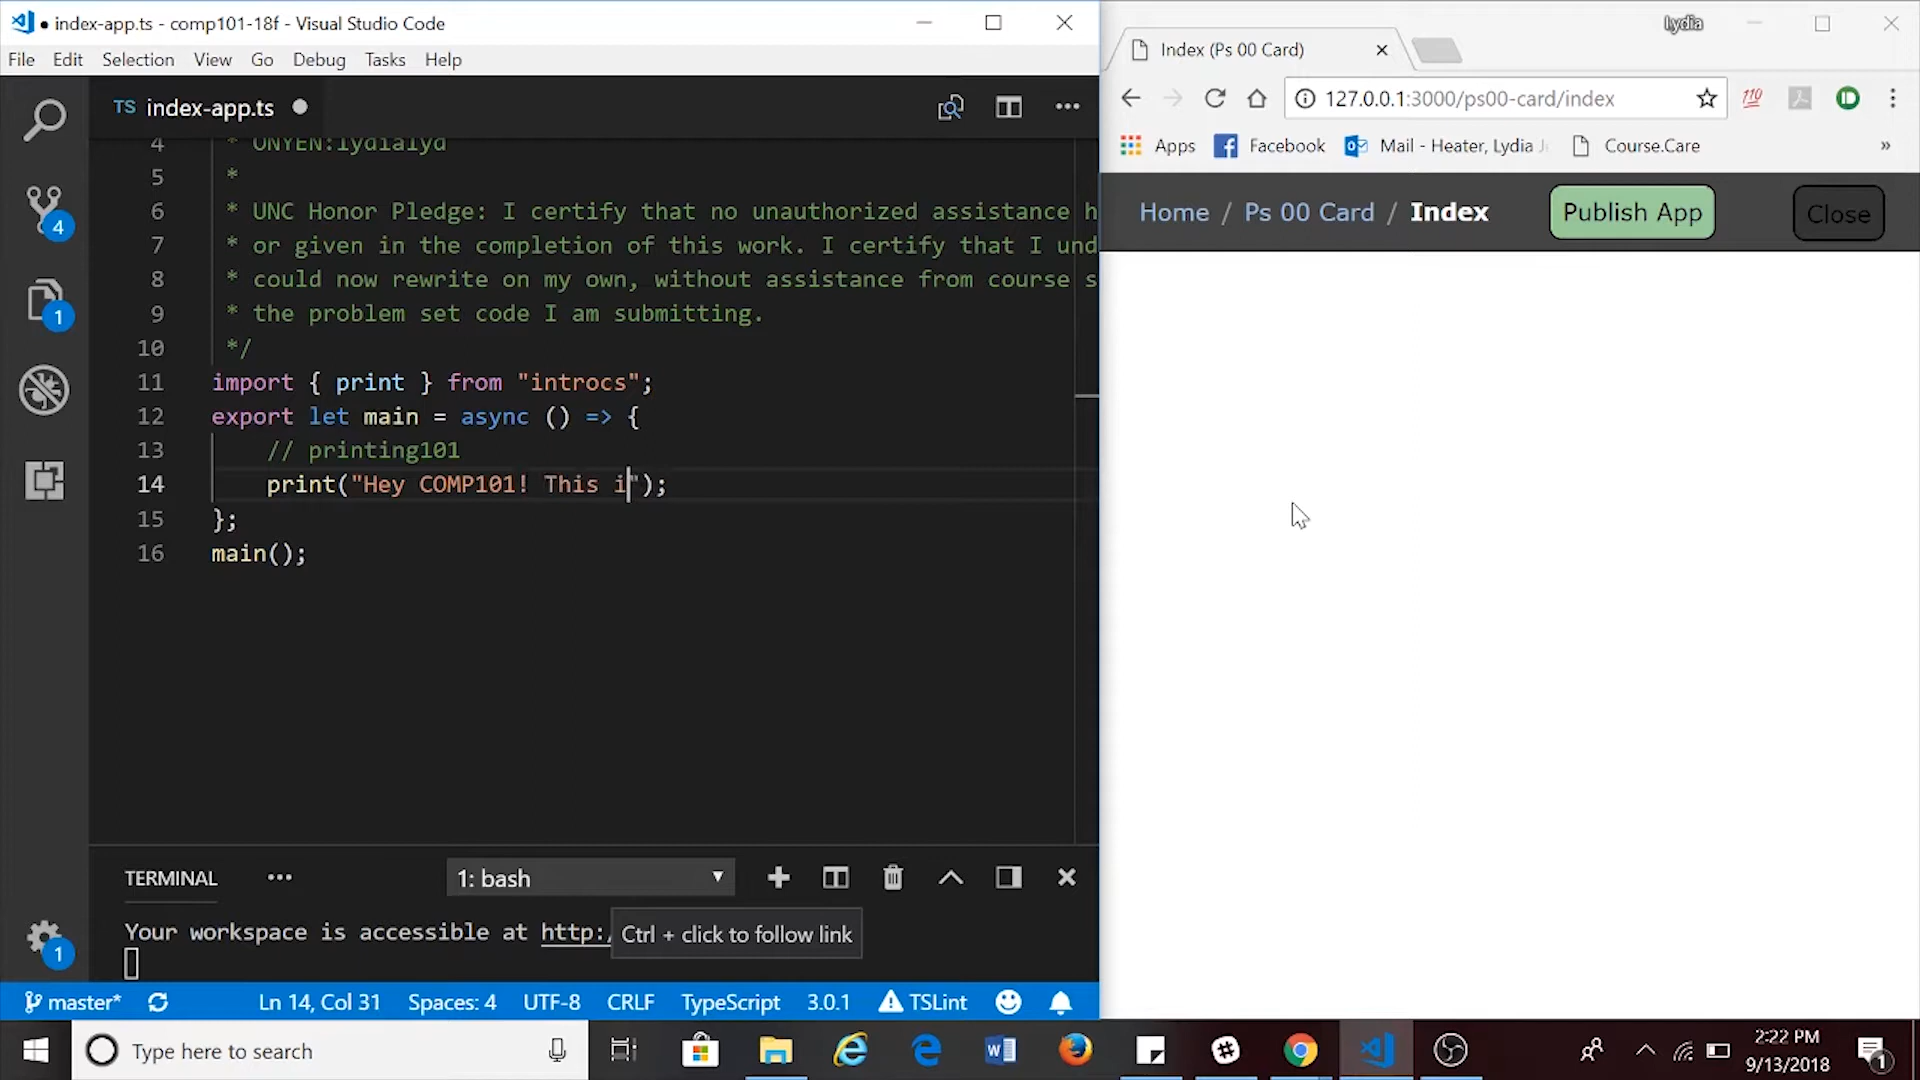 index-app.ts - comp101-18f - Visual Studio Code
File Edit Selection View Go Debug Tasks Help
TS index-app.ts
4 * ONYEN:lydialyd
5 *
6 * UNC Honor Pledge: I certify that no unauthorized assistance h
7 * or given in the completion of this work. I certify that I und
8 * could now rewrite on my own, without assistance from course s
9 * the problem set code I am submitting.
10 */
11 import { print } from "introcs";
12 export let main = async () => {
13 // printing101
14 print("Hey COMP101! This i");
15 };
16 main();
4
1
1
TERMINAL
1: bash
Your workspace is accessible at http:/
Ctrl + click to follow link
master* Ln 14, Col 31 Spaces: 4 UTF-8 CRLF TypeScript 3.0.1 TSLint
Lydia
Index (Ps 00 Card)
127.0.0.1:3000/ps00-card/index
110
Apps Facebook Mail - Heater, Lydia J Course.Care »
Home / Ps 00 Card / Index Publish App Close
Type here to search
2:22 PM
9/13/2018
1